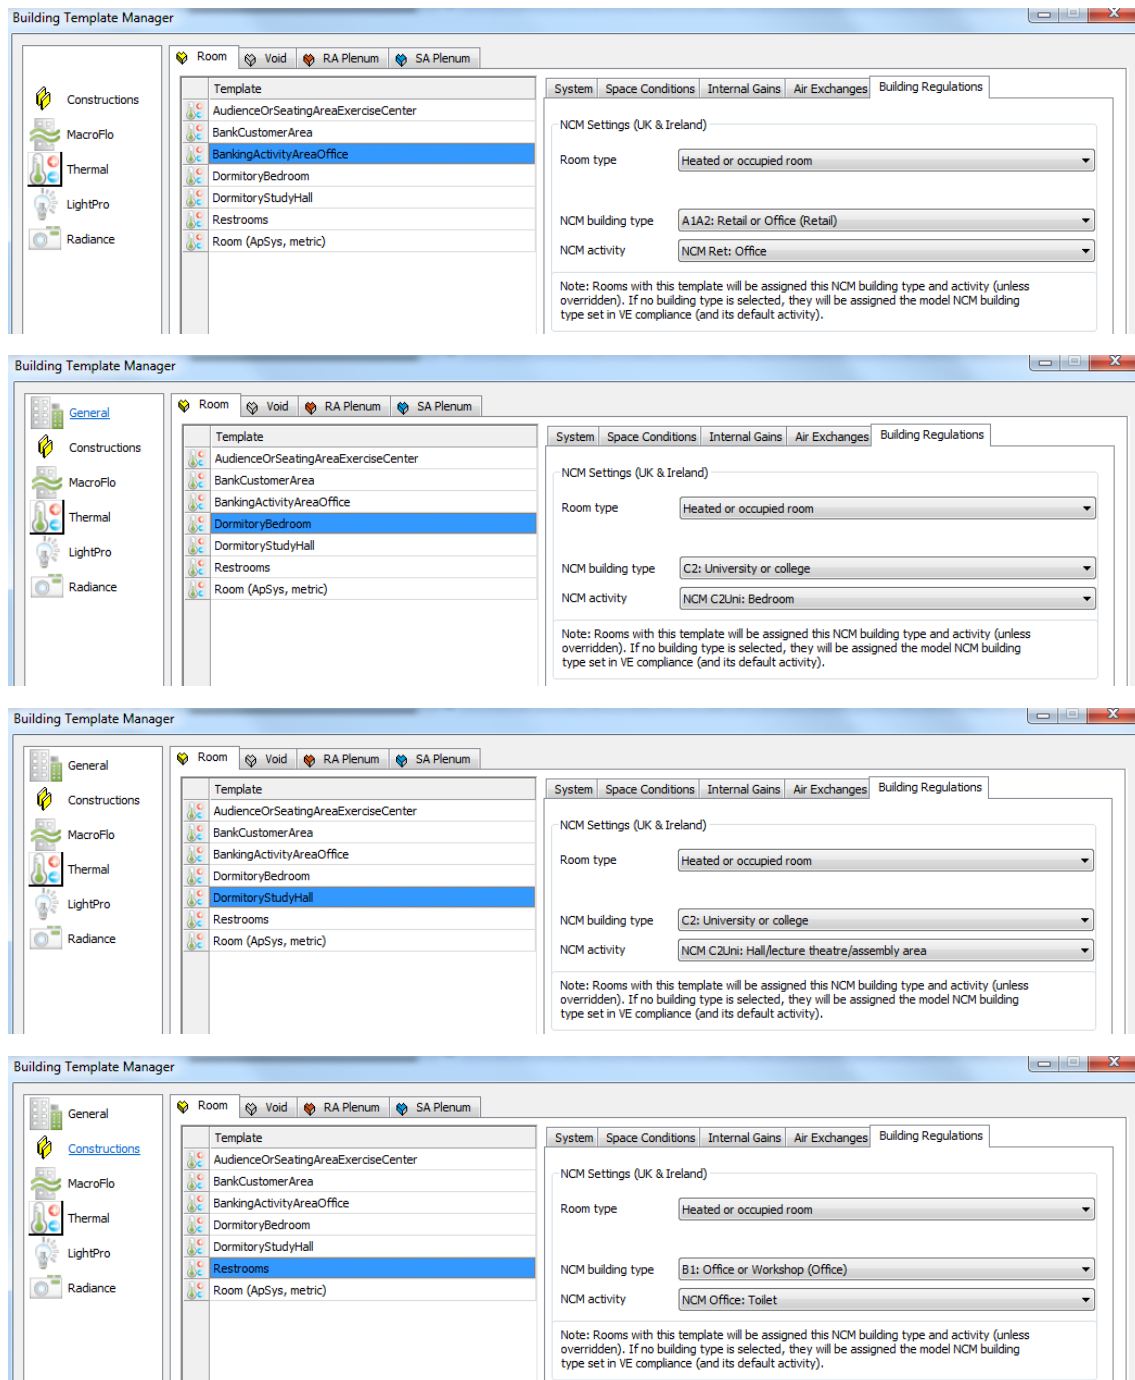 Building Template Manager
X
Room Void RA Plenum SA Plenum
Constructions
MacroFlo
Thermal
LightPro
Radiance
Template
AudienceOrSeatingAreaExerciseCenter
BankCustomerArea
BankingActivityAreaOffice
DormitoryBedroom
DormitoryStudyHall
Restrooms
Room (ApSys, metric)
System Space Conditions Internal Gains Air Exchanges Building Regulations
NCM Settings (UK & Ireland)
Room type Heated or occupied room
NCM building type A1A2: Retail or Office (Retail)
NCM activity NCM Ret: Office
Note: Rooms with this template will be assigned this NCM building type and activity (unless
overridden). If no building type is selected, they will be assigned the model NCM building
type set in VE compliance (and its default activity).
Building Template Manager
X
Room Void RA Plenum SA Plenum
General
Constructions
MacroFlo
Thermal
LightPro
Radiance
Template
AudienceOrSeatingAreaExerciseCenter
BankCustomerArea
BankingActivityAreaOffice
DormitoryBedroom
DormitoryStudyHall
Restrooms
Room (ApSys, metric)
System Space Conditions Internal Gains Air Exchanges Building Regulations
NCM Settings (UK & Ireland)
Room type Heated or occupied room
NCM building type C2: University or college
NCM activity NCM C2Uni: Bedroom
Note: Rooms with this template will be assigned this NCM building type and activity (unless
overridden). If no building type is selected, they will be assigned the model NCM building
type set in VE compliance (and its default activity).
Building Template Manager
X
Room Void RA Plenum SA Plenum
General
Constructions
MacroFlo
Thermal
LightPro
Radiance
Template
AudienceOrSeatingAreaExerciseCenter
BankCustomerArea
BankingActivityAreaOffice
DormitoryBedroom
DormitoryStudyHall
Restrooms
Room (ApSys, metric)
System Space Conditions Internal Gains Air Exchanges Building Regulations
NCM Settings (UK & Ireland)
Room type Heated or occupied room
NCM building type C2: University or college
NCM activity NCM C2Uni: Hall/lecture theatre/assembly area
Note: Rooms with this template will be assigned this NCM building type and activity (unless
overridden). If no building type is selected, they will be assigned the model NCM building
type set in VE compliance (and its default activity).
Building Template Manager
X
Room Void RA Plenum SA Plenum
General
Constructions
MacroFlo
Thermal
LightPro
Radiance
Template
AudienceOrSeatingAreaExerciseCenter
BankCustomerArea
BankingActivityAreaOffice
DormitoryBedroom
DormitoryStudyHall
Restrooms
Room (ApSys, metric)
System Space Conditions Internal Gains Air Exchanges Building Regulations
NCM Settings (UK & Ireland)
Room type Heated or occupied room
NCM building type B1: Office or Workshop (Office)
NCM activity NCM Office: Toilet
Note: Rooms with this template will be assigned this NCM building type and activity (unless
overridden). If no building type is selected, they will be assigned the model NCM building
type set in VE compliance (and its default activity).